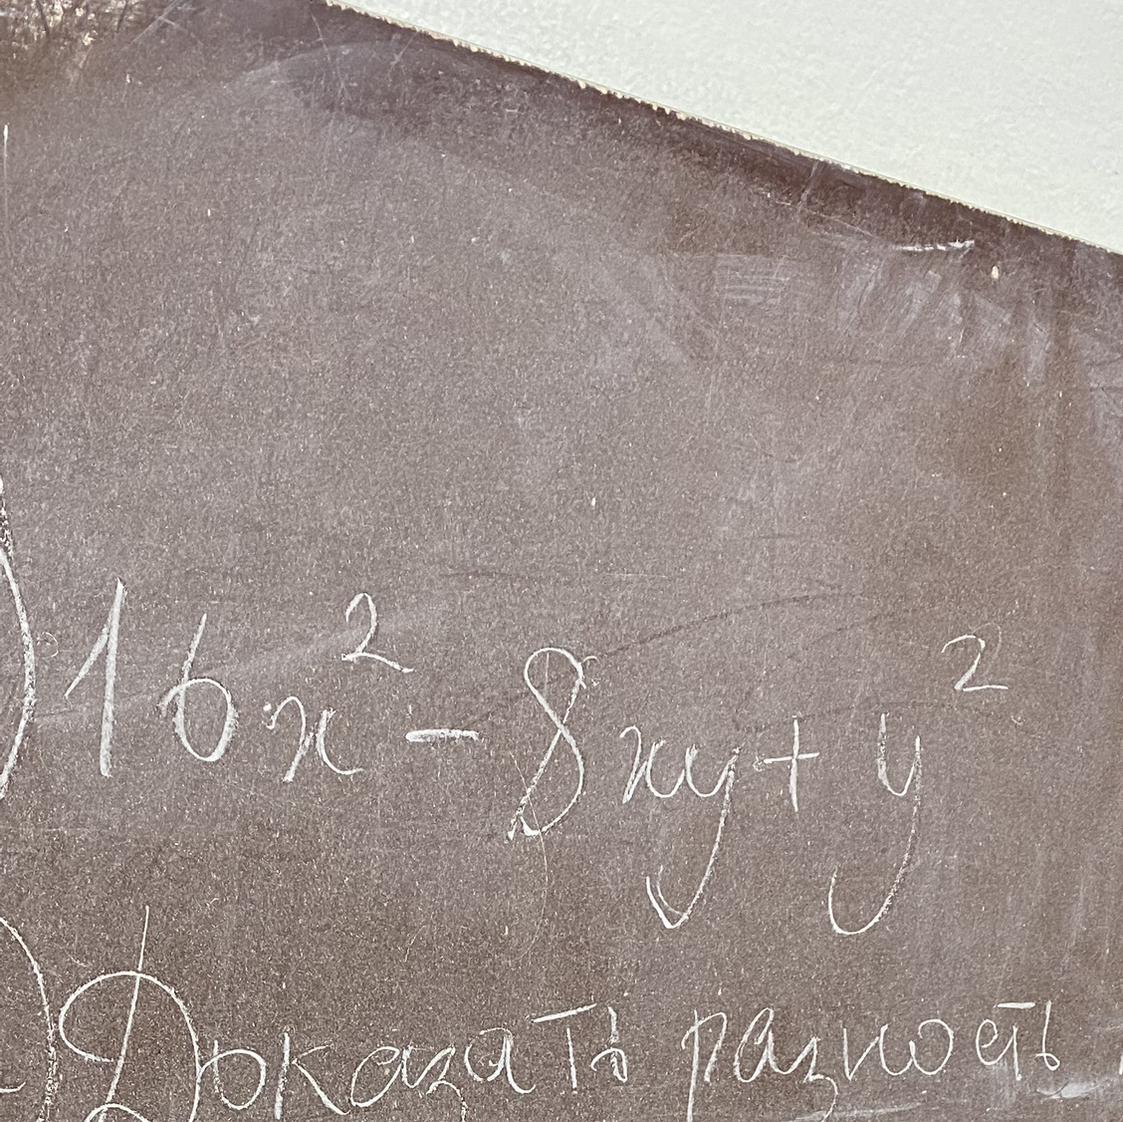 ) 16x² - 8xy + y²
) Доказать разность